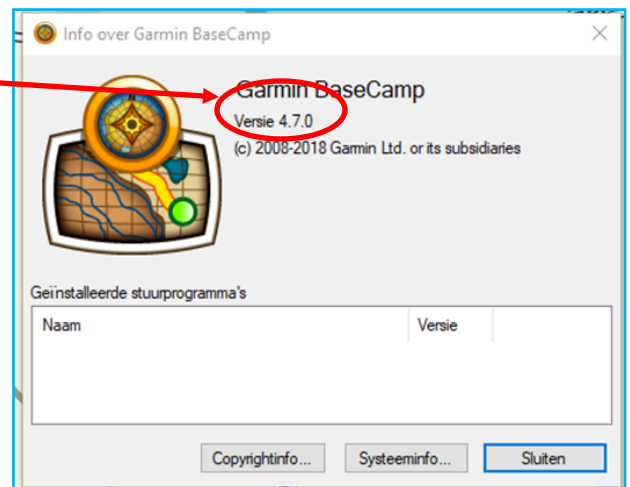 Info over Garmin BaseCamp
Garmin BaseCamp
Versie 4.7.0
(c) 2008-2018 Garmin Ltd. or its subsidiaries
Geïnstalleerde stuurprogramma's
Naam Versie
Copyrightinfo... Systeeminfo... Sluiten